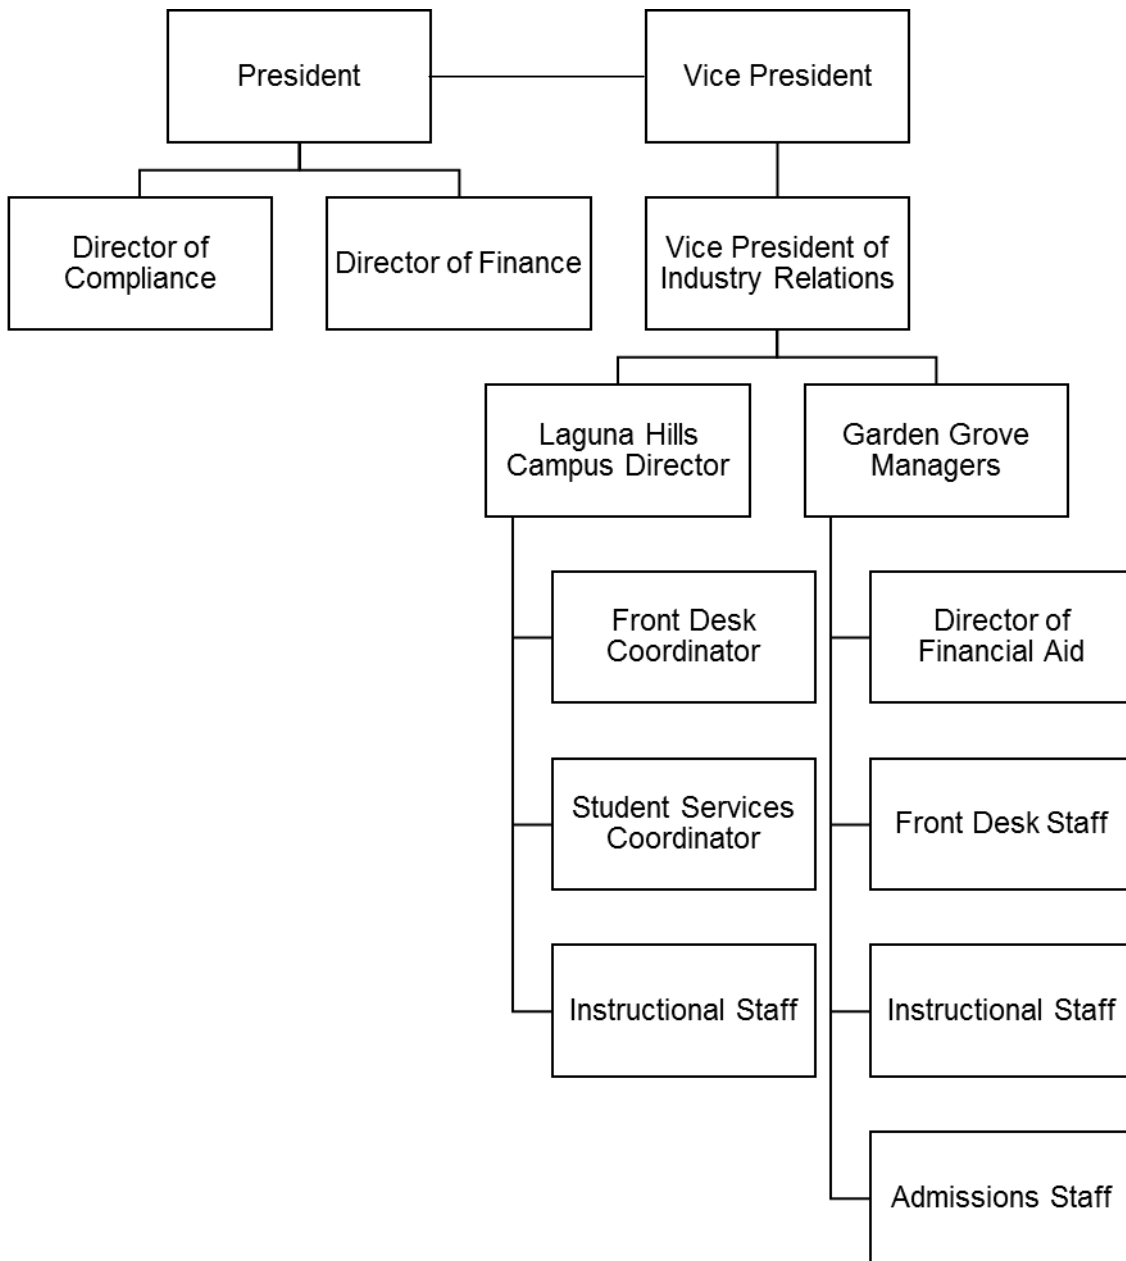 President
Vice President
Director of
Compliance
Director of Finance
Vice President of
Industry Relations
Laguna Hills
Campus Director
Garden Grove
Managers
Front Desk
Coordinator
Director of
Financial Aid
Student Services
Coordinator
Front Desk Staff
Instructional Staff
Instructional Staff
Admissions Staff